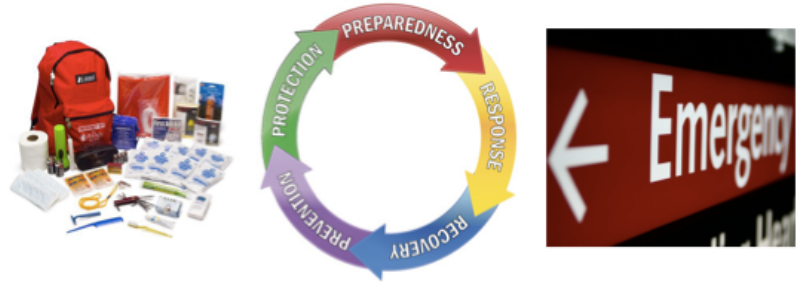 PREPAREDNESS
RESPONSE
RECOVERY
PREVENTION
PROTECTION
Emergency